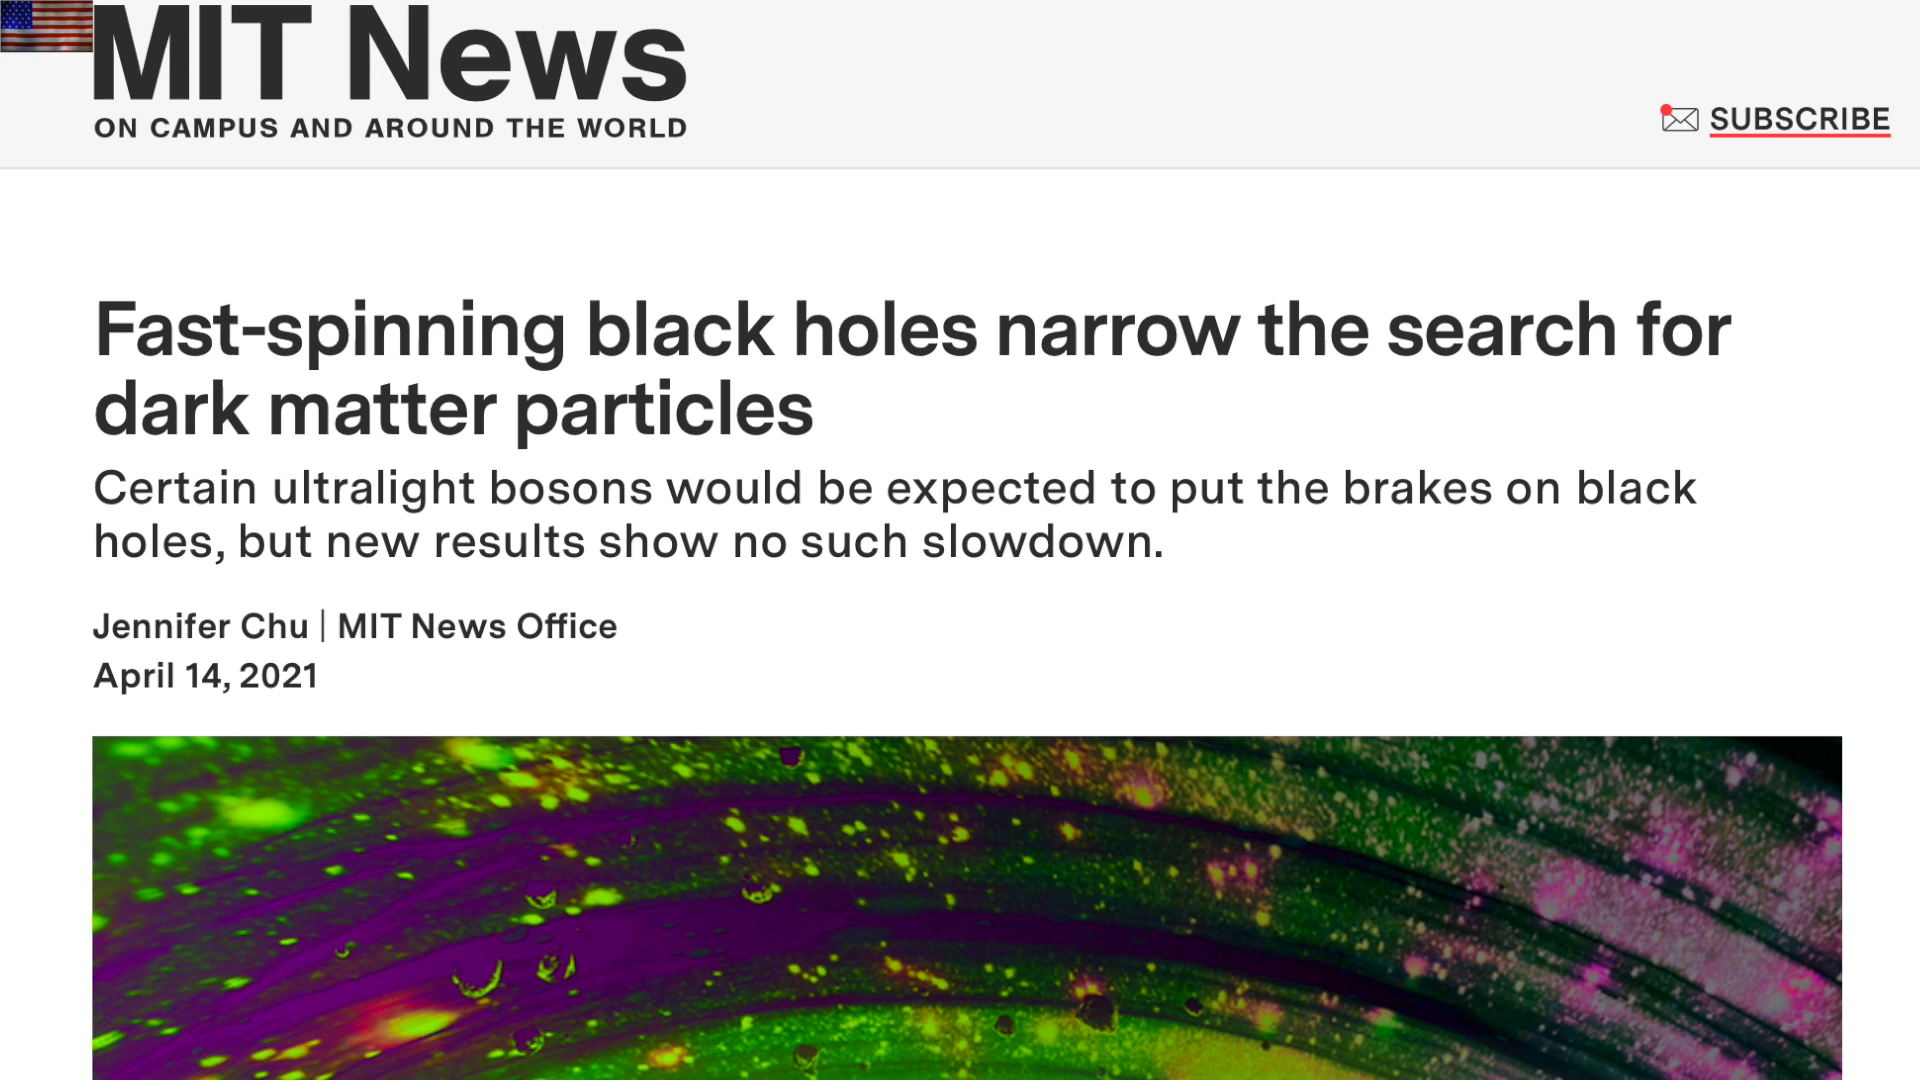 MIT News
ON CAMPUS AND AROUND THE WORLD
SUBSCRIBE
Fast-spinning black holes narrow the search for
dark matter particles
Certain ultralight bosons would be expected to put the brakes on black
holes, but new results show no such slowdown.
Jennifer Chu | MIT News Office
April 14, 2021